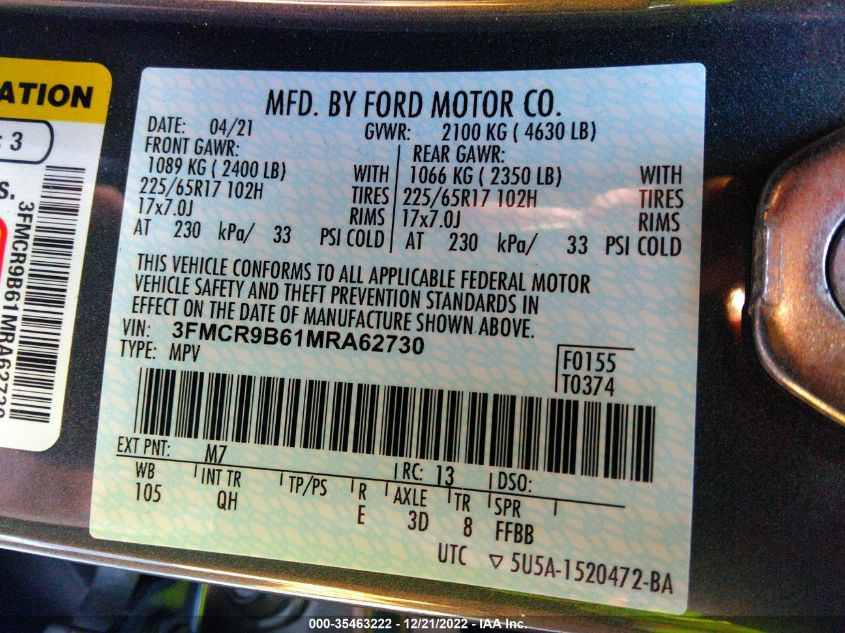 ATION
: 3
S.
3FMCR9B61MRA62730
MFD. BY FORD MOTOR CO.
DATE: 04/21 GVWR: 2100 KG ( 4630 LB)
FRONT GAWR: REAR GAWR:
1089 KG ( 2400 LB) WITH 1066 KG ( 2350 LB) WITH
225/65R17 102H TIRES 225/65R17 102H TIRES
17x7.0J RIMS 17x7.0J RIMS
AT 230 kPa/ 33 PSI COLD AT 230 kPa/ 33 PSI COLD
THIS VEHICLE CONFORMS TO ALL APPLICABLE FEDERAL MOTOR
VEHICLE SAFETY AND THEFT PREVENTION STANDARDS IN
EFFECT ON THE DATE OF MANUFACTURE SHOWN ABOVE.
VIN: 3FMCR9B61MRA62730
TYPE: MPV
F0155
T0374
EXT PNT: M7 RC: 13 DSO:
WB INT TR TP/PS R AXLE TR SPR
105 QH E 3D 8 FFBB
UTC ▽ 5U5A-1520472-BA
000-35463222 - 12/21/2022 - IAA Inc.